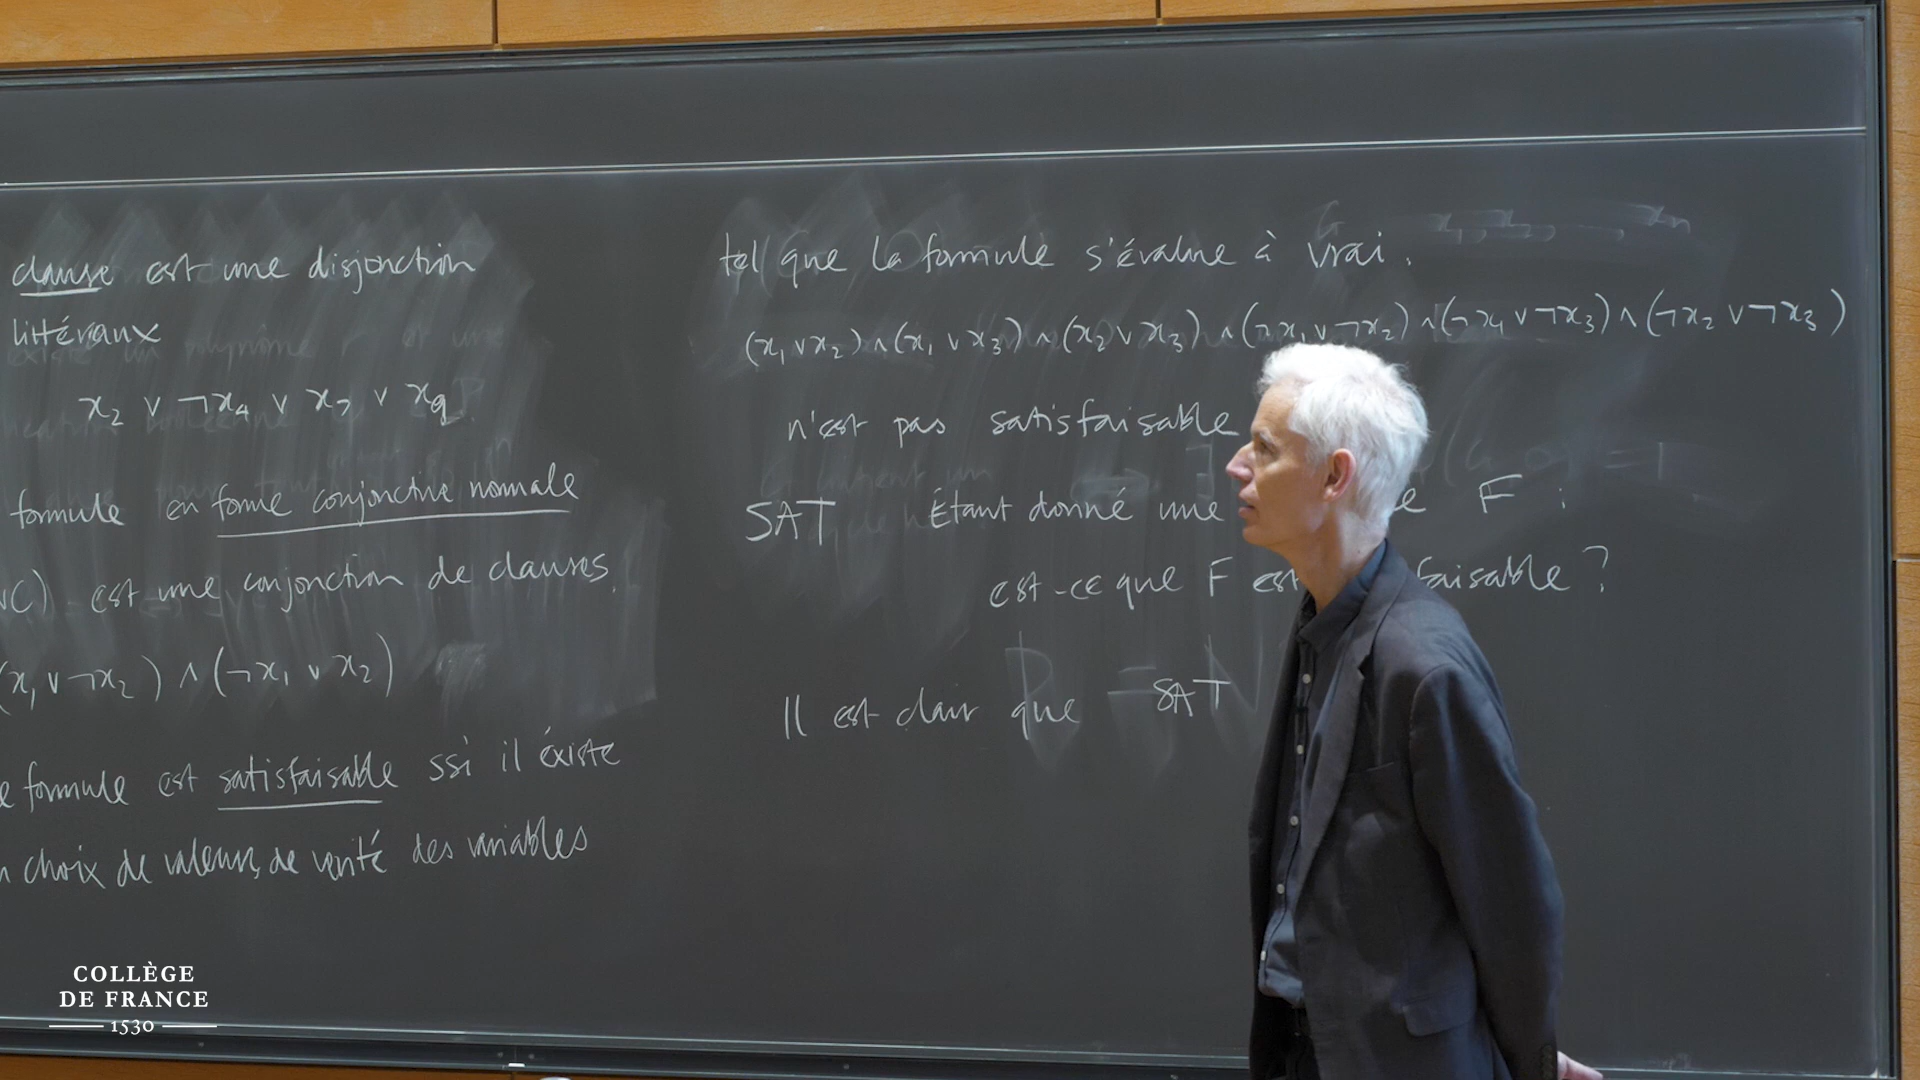 clause est une disjonction
littéraux
x₂ ∨ ¬x₄ ∨ x₇ ∨ x₉
formule en forme conjonctive normale
NC) est une conjonction de clauses.
(x₁ ∨ ¬x₂) ∧ (¬x₁ ∨ x₂)
e formule est satisfaisable ssi il éxiste
n choix de valeurs de verité des variables
tel que la formule s'évalue à vrai.
(x₁ ∨ x₂) ∧ (x₁ ∨ x₃) ∧ (x₂ ∨ x₃) ∧ (¬x₁ ∨ ¬x₂) ∧ (¬x₁ ∨ ¬x₃) ∧ (¬x₂ ∨ ¬x₃)
n'est pas satisfaisable
SAT Étant donné une e F :
est-ce que F est faisable ?
Il est clair que SAT
COLLÈGE
DE FRANCE
1530